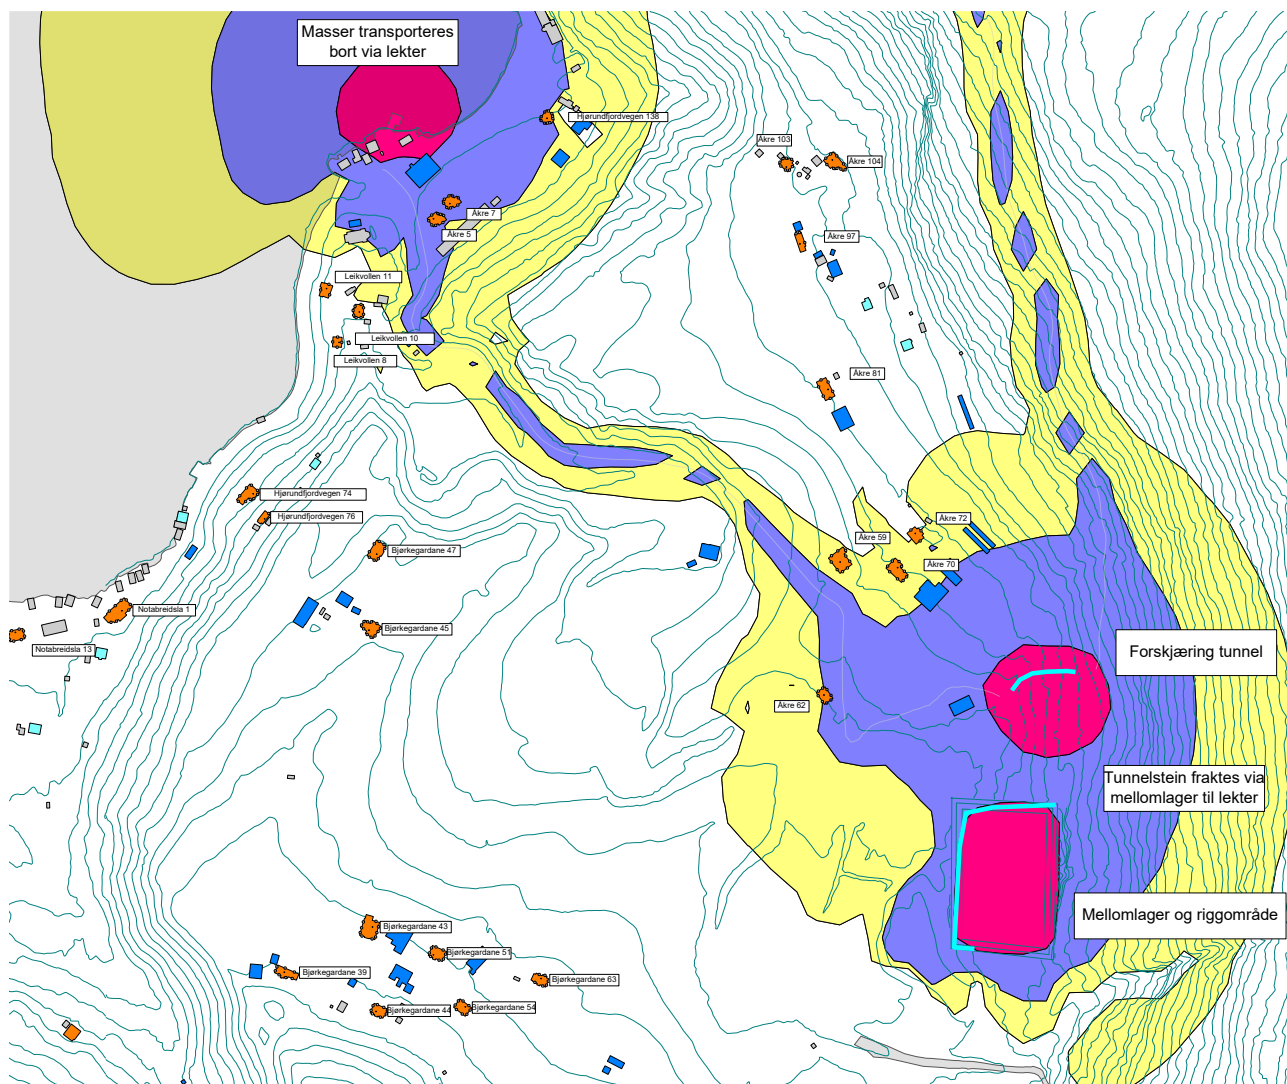 Masser transporteres
bort via lekter
Hjørundfjordvegen 138
Åkre 103
Åkre 104
Åkre 7
Åkre 5
Åkre 97
Leikvollen 11
Leikvollen 10
Leikvollen 8
Åkre 81
Hjørundfjordvegen 74
Hjørundfjordvegen 76
Åkre 72
Åkre 59
Bjørkegardane 47
Åkre 70
Notabreidsla 1
Bjørkegardane 45
Notabreidsla 13
Forskjæring tunnel
Åkre 62
Tunnelstein fraktes via
mellomlager til lekter
Mellomlager og riggområde
Bjørkegardane 43
Bjørkegardane 51
Bjørkegardane 39
Bjørkegardane 63
Bjørkegardane 44
Bjørkegardane 54